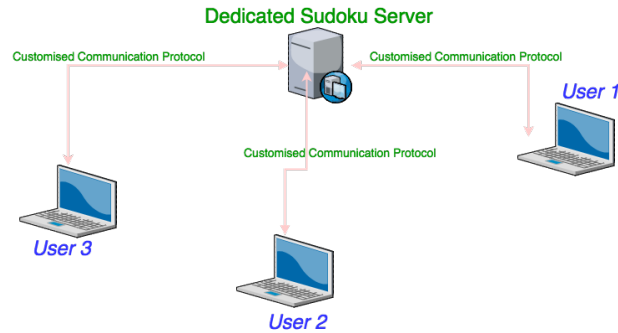 Dedicated Sudoku Server
Customised Communication Protocol
Customised Communication Protocol
User 1
Customised Communication Protocol
User 3
User 2